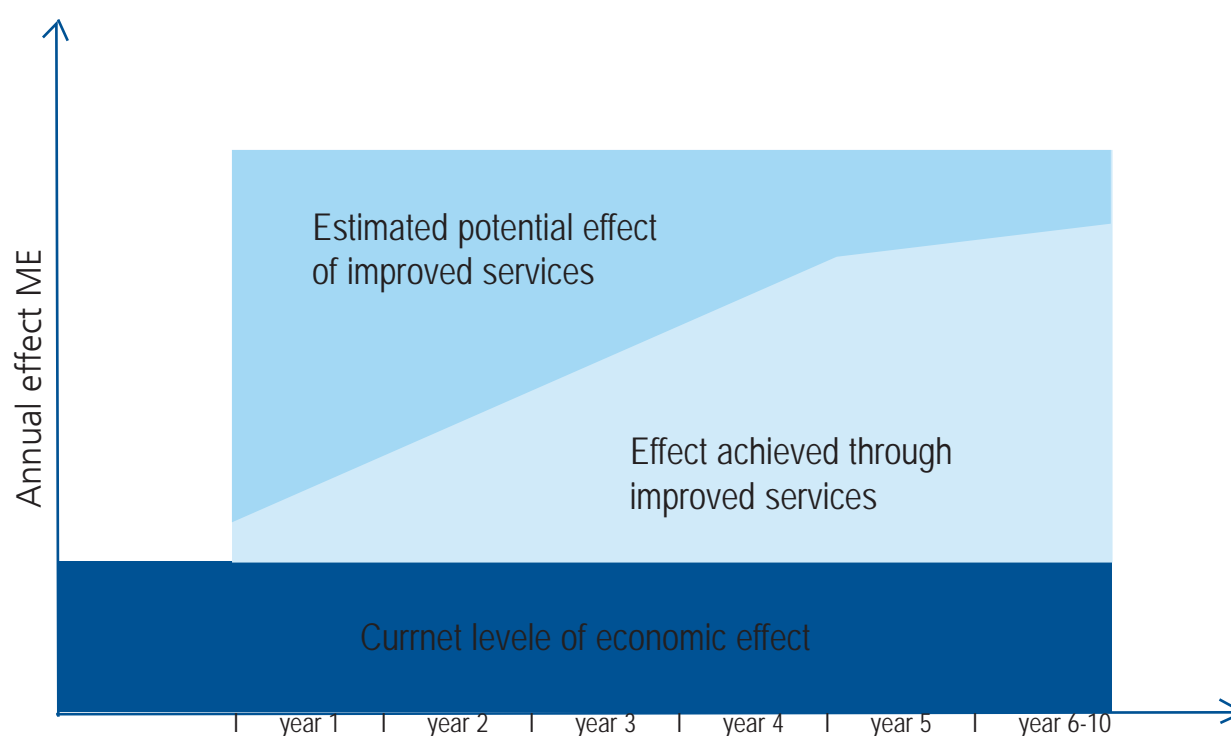 Annual effect ME
Estimated potential effect
of improved services
Effect achieved through
improved services
Currnet levele of economic effect
year 1 year 2 year 3 year 4 year 5 year 6-10